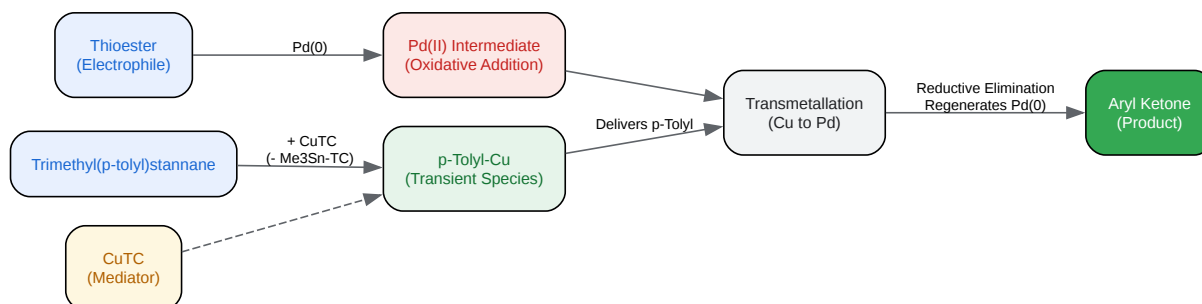 Thioester
(Electrophile)
Pd(0)
Pd(II) Intermediate
(Oxidative Addition)
Trimethyl(p-tolyl)stannane
+ CuTC
(- Me3Sn-TC)
p-Tolyl-Cu
(Transient Species)
CuTC
(Mediator)
Delivers p-Tolyl
Transmetallation
(Cu to Pd)
Reductive Elimination
Regenerates Pd(0)
Aryl Ketone
(Product)